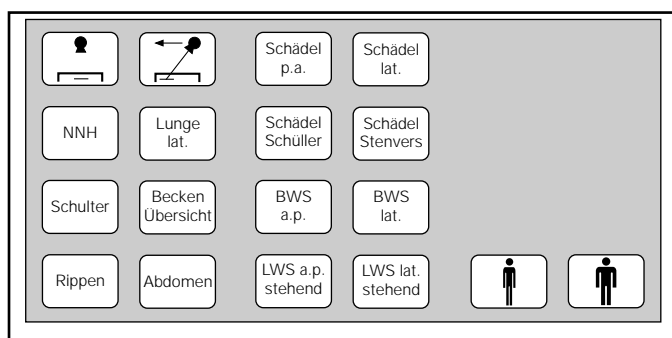 Schädel
p.a.
Schädel
lat.
NNH
Lunge
lat.
Schädel
Schüller
Schädel
Stenvers
Schulter
Becken
Übersicht
BWS
a.p.
BWS
lat.
Rippen
Abdomen
LWS a.p.
stehend
LWS lat.
stehend